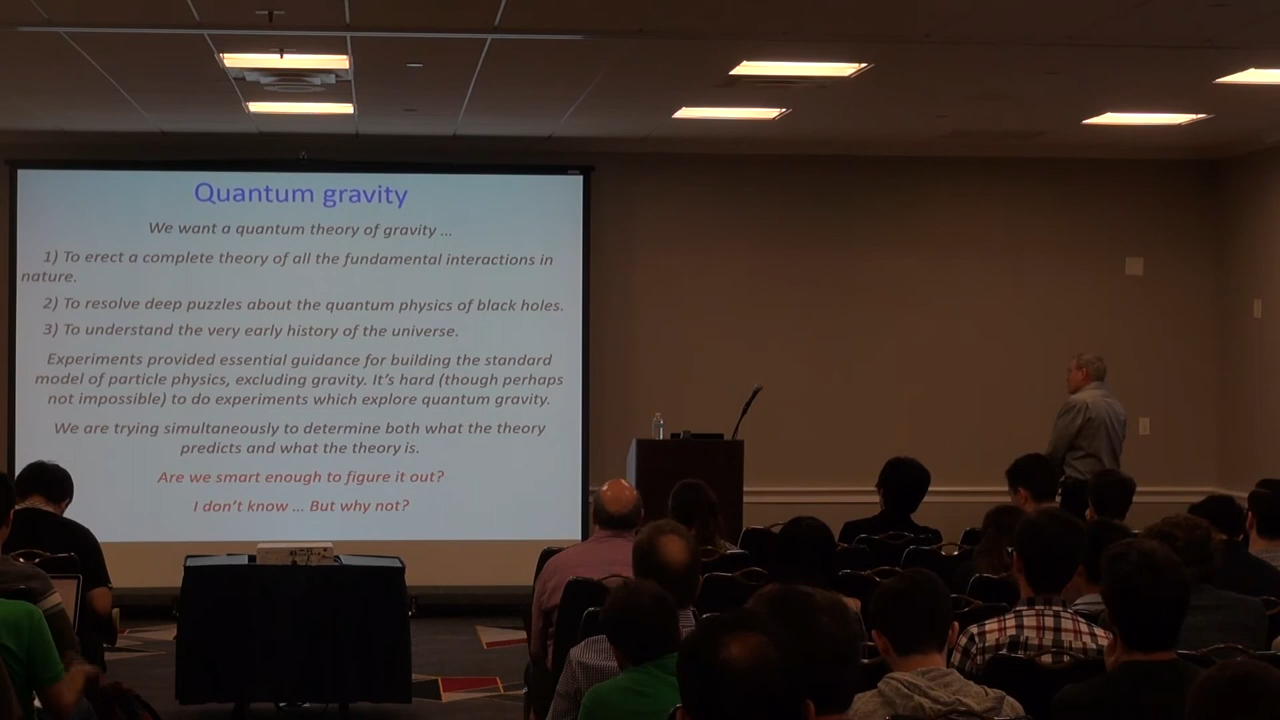 Quantum gravity
We want a quantum theory of gravity ...
1) To erect a complete theory of all the fundamental interactions in
nature.
2) To resolve deep puzzles about the quantum physics of black holes.
3) To understand the very early history of the universe.
Experiments provided essential guidance for building the standard
model of particle physics, excluding gravity. It's hard (though perhaps
not impossible) to do experiments which explore quantum gravity.
We are trying simultaneously to determine both what the theory
predicts and what the theory is.
Are we smart enough to figure it out?
I don't know ... But why not?